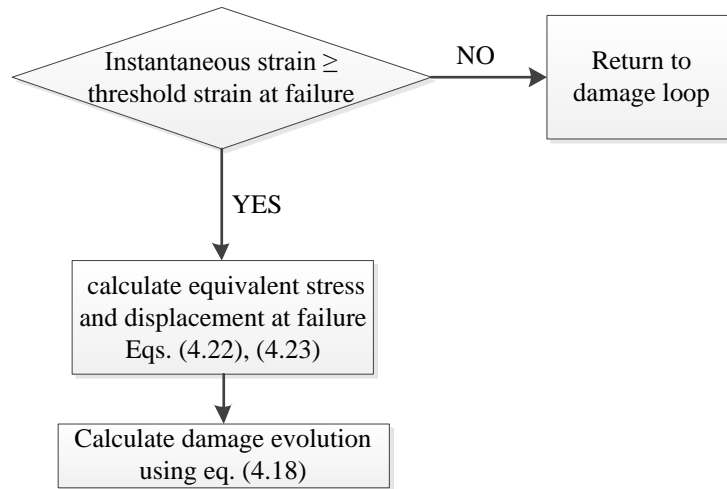 Instantaneous strain ≥
threshold strain at failure
NO
Return to
damage loop
YES
calculate equivalent stress
and displacement at failure
Eqs. (4.22), (4.23)
Calculate damage evolution
using eq. (4.18)